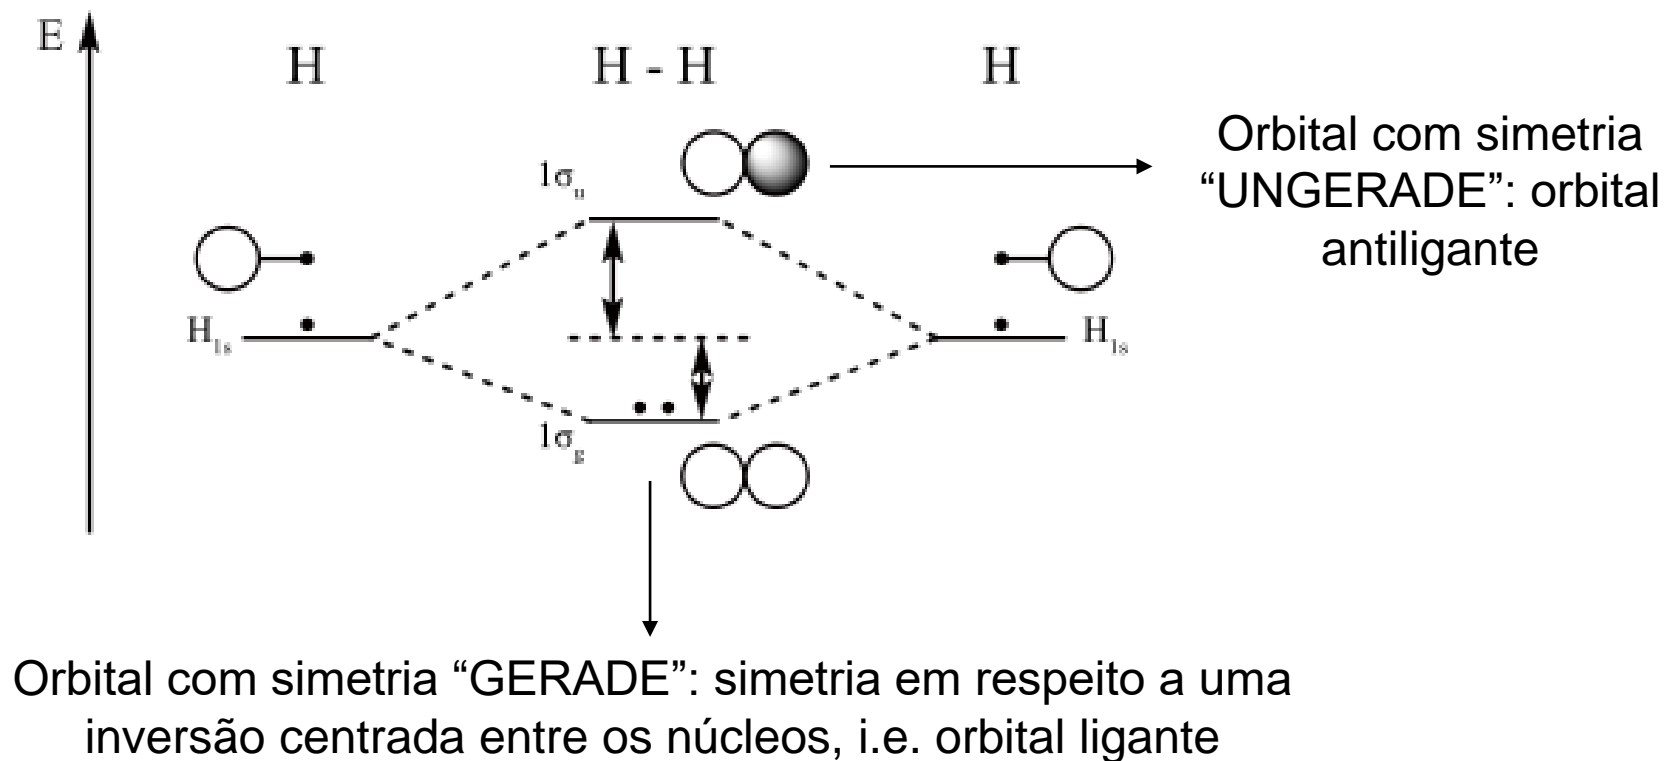 E
H
H - H
H
Orbital com simetria
“UNGERADE”: orbital
antiligante
1σu
H1s
H1s
1σg
Orbital com simetria “GERADE”: simetria em respeito a uma
inversão centrada entre os núcleos, i.e. orbital ligante